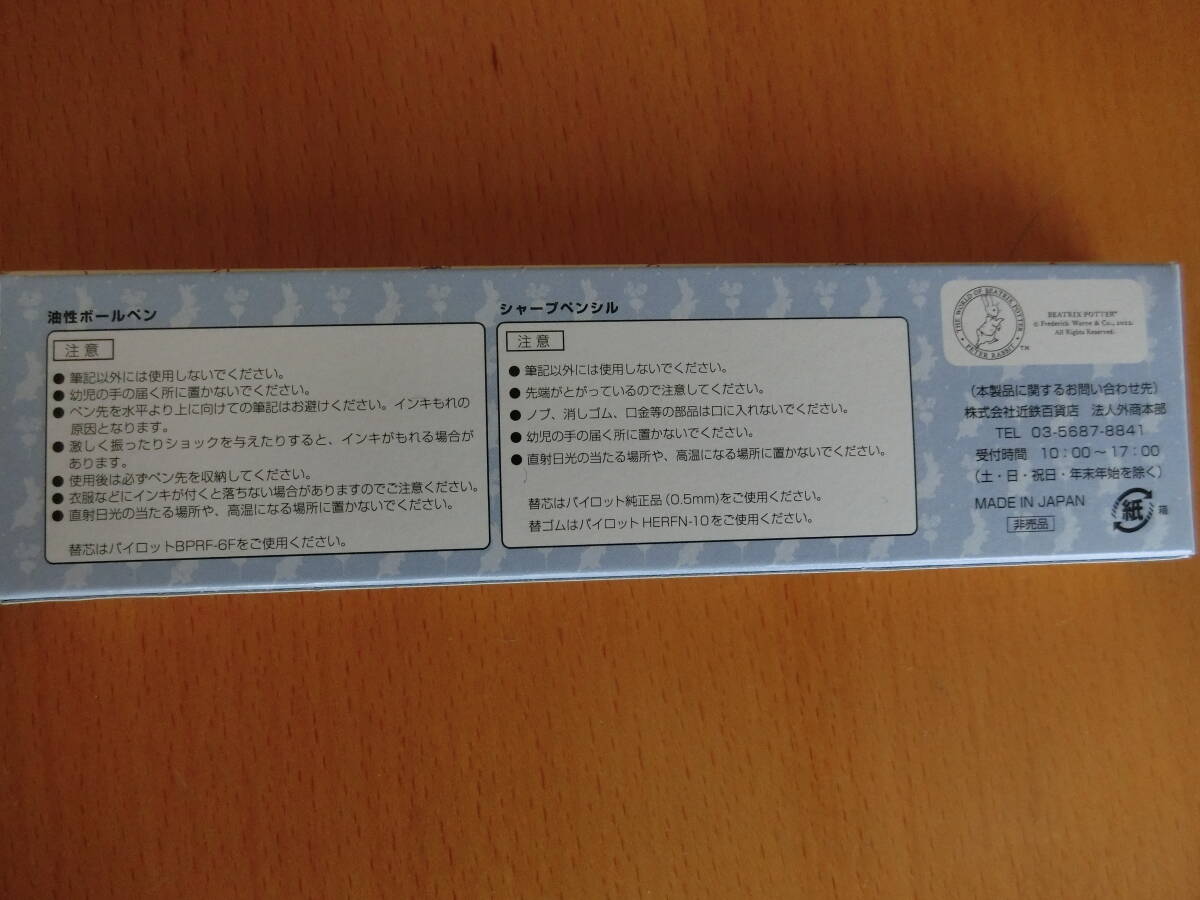 油性ボールペン
注意
● 筆記以外には使用しないでください。
● 幼児の手の届く所に置かないでください。
● ペン先を水平より上に向けての筆記はお避けください。インキもれの
原因となります。
● 激しく振ったりショックを与えたりすると、インキがもれる場合が
あります。
● 使用後は必ずペン先を収納してください。
● 衣服などにインキが付くと落ちない場合がありますのでご注意ください。
● 直射日光の当たる場所や、高温になる場所に置かないでください。
替芯はパイロットBPRF-6Fをご使用ください。
シャープペンシル
注意
● 筆記以外には使用しないでください。
● 先端がとがっているので注意してください。
● ノブ、消しゴム、口金等の部品は口に入れないでください。
● 幼児の手の届く所に置かないでください。
● 直射日光の当たる場所や、高温になる場所に置かないでください。
替芯はパイロット純正品（0.5mm）をご使用ください。
替ゴムはパイロットHERFN-10をご使用ください。
THE WORLD OF BEATRIX POTTER
PETER RABBIT
TM
BEATRIX POTTER™
© Frederick Warne & Co., 2022.
All Rights Reserved.
（本製品に関するお問い合わせ先）
株式会社近鉄百貨店 法人外商本部
TEL 03-5687-8841
受付時間 10：00〜17：00
（土・日・祝日・年末年始を除く）
MADE IN JAPAN
非売品
紙
箱